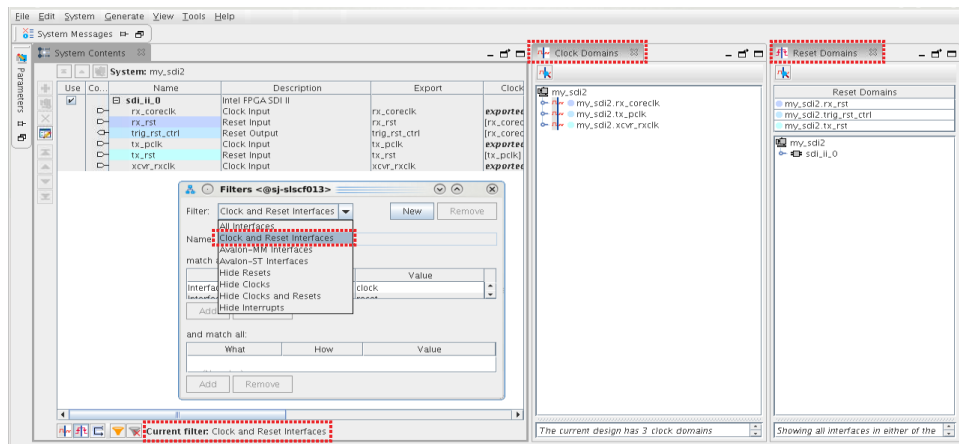 File Edit System Generate View Tools Help
System Messages
System Contents
Clock Domains
Reset Domains
Parameters
System: my_sdi2
Use Co... Name Description Export Clock
sdi_ii_0 Intel FPGA SDI II
rx_coreclk Clock Input rx_coreclk exported
rx_rst Reset Input rx_rst [rx_corec
trig_rst_ctrl Reset Output trig_rst_ctrl [rx_corec
tx_pclk Clock Input tx_pclk exported
tx_rst Reset Input tx_rst [tx_pclk]
xcvr_rxclk Clock Input xcvr_rxclk exported
Filters <@sj-slscf013>
Filter: Clock and Reset Interfaces New Remove
All Interfaces
Name Clock and Reset Interfaces
Avalon-MM Interfaces
match Avalon-ST Interfaces
Hide Resets Value
Interfa Hide Clocks clock
Hide Clocks and Resets
Add Hide Interrupts
and match all:
What How Value
Add Remove
Current filter: Clock and Reset Interfaces
my_sdi2
my_sdi2.rx_coreclk
my_sdi2.tx_pclk
my_sdi2.xcvr_rxclk
The current design has 3 clock domains
Reset Domains
my_sdi2.rx_rst
my_sdi2.trig_rst_ctrl
my_sdi2.tx_rst
my_sdi2
sdi_ii_0
Showing all interfaces in either of the